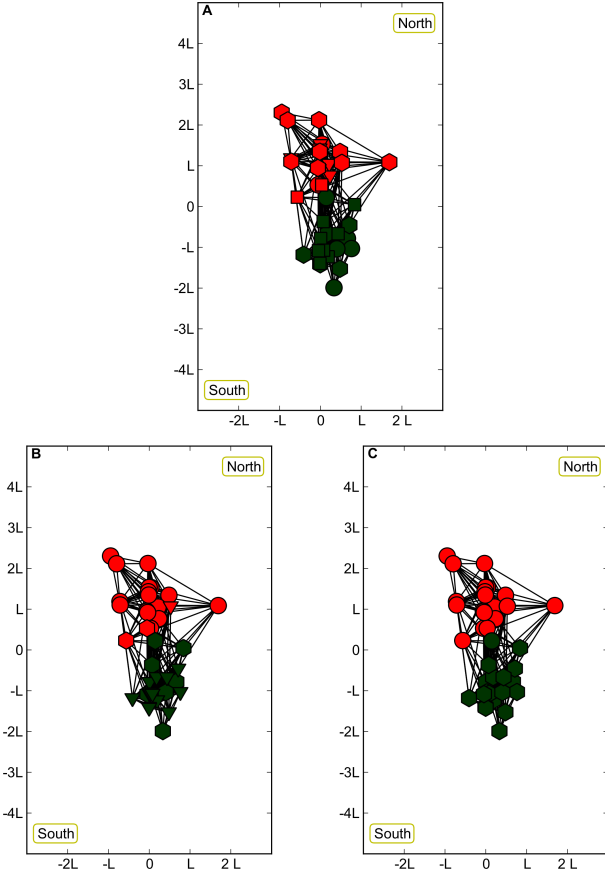 A
North
4L
3L
2L
L
0
-L
-2L
-3L
-4L
South
-2L -L 0 L 2 L
B C
North North
4L 4L
3L 3L
2L 2L
L L
0 0
-L -L
-2L -2L
-3L -3L
-4L -4L
South South
-2L -L 0 L 2 L -2L -L 0 L 2 L